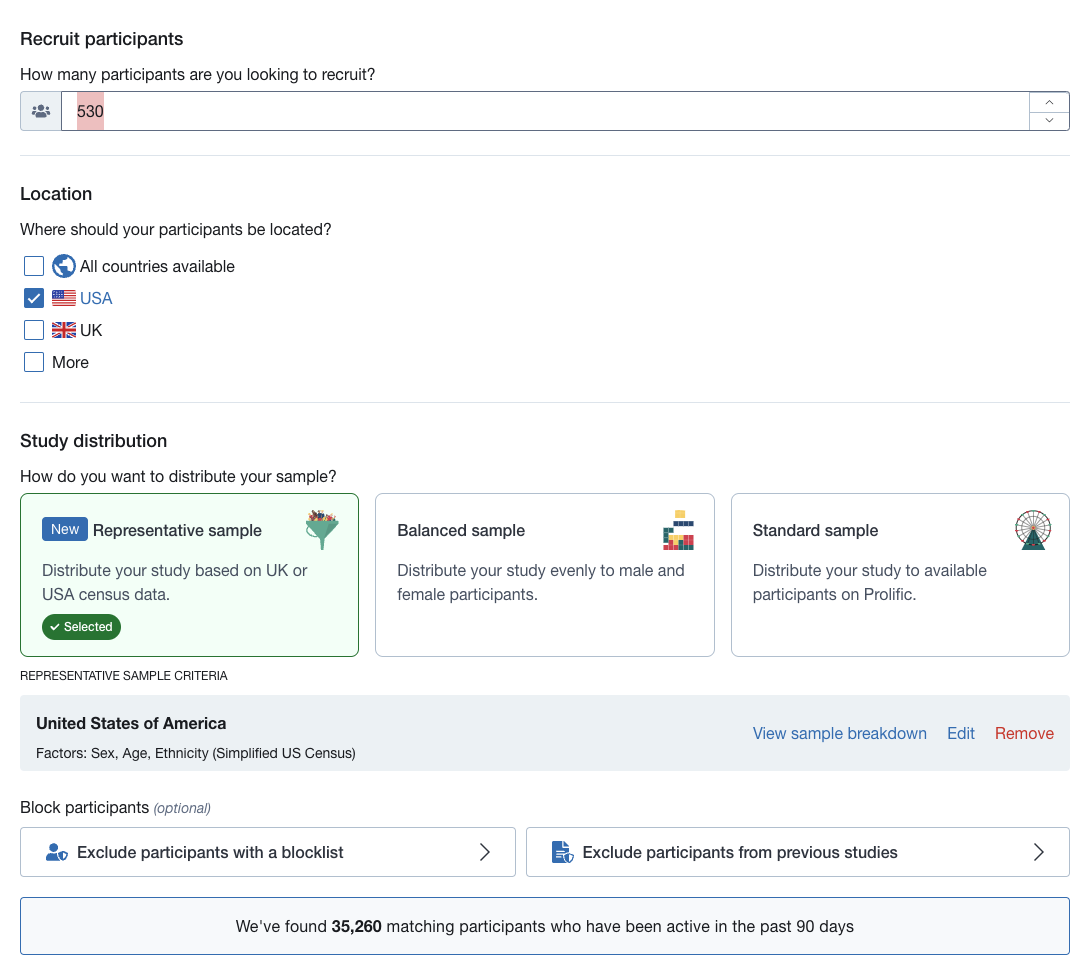 Recruit participants
How many participants are you looking to recruit?
530
Location
Where should your participants be located?
All countries available
USA
UK
More
Study distribution
How do you want to distribute your sample?
New Representative sample
Distribute your study based on UK or
USA census data.
Selected
Balanced sample
Distribute your study evenly to male and
female participants.
Standard sample
Distribute your study to available
participants on Prolific.
REPRESENTATIVE SAMPLE CRITERIA
United States of America
Factors: Sex, Age, Ethnicity (Simplified US Census)
View sample breakdown Edit Remove
Block participants (optional)
Exclude participants with a blocklist
Exclude participants from previous studies
We've found 35,260 matching participants who have been active in the past 90 days